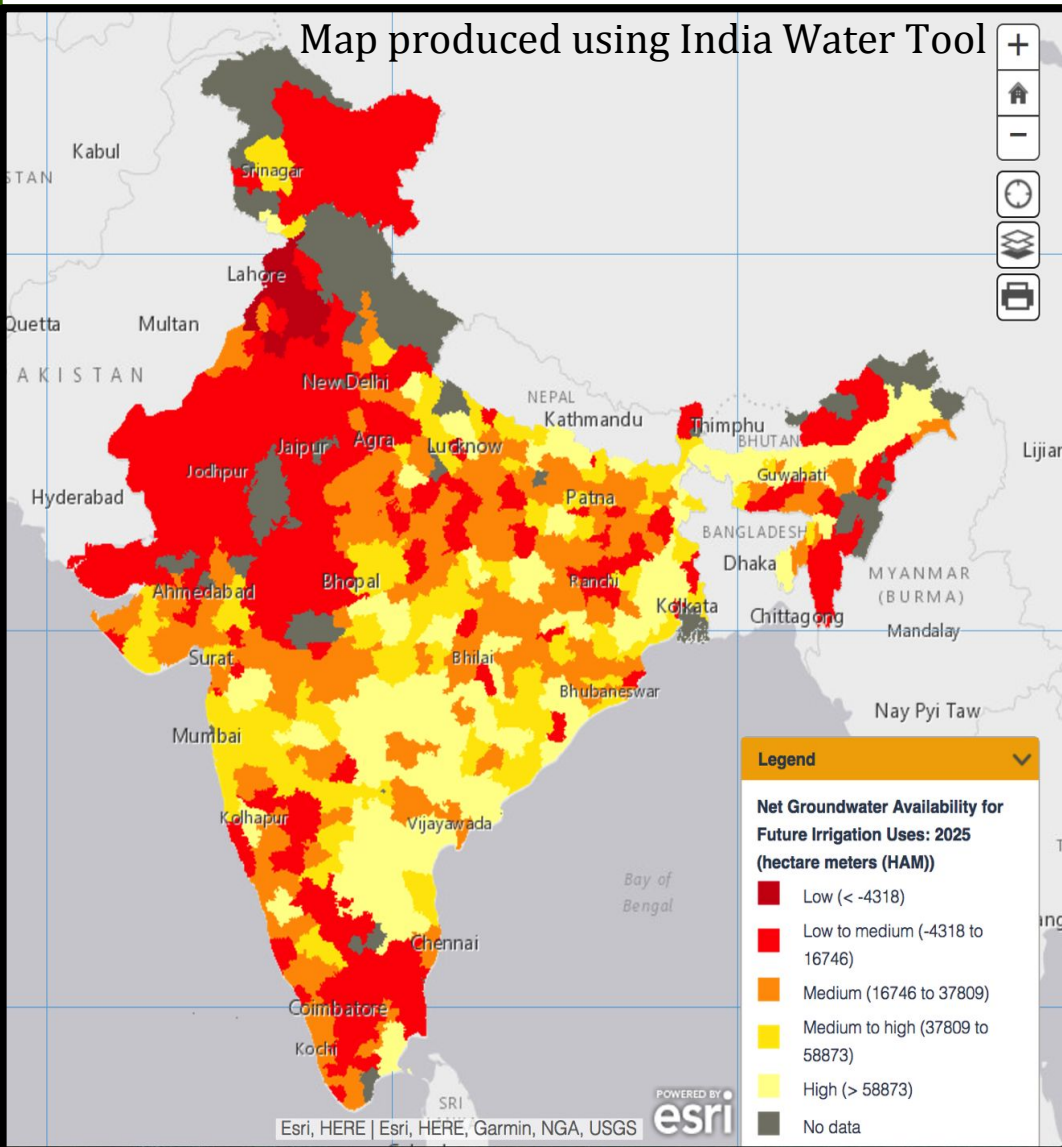 Map produced using India Water Tool
+
−
Kabul
STAN
Srinagar
Lahore
Quetta
Multan
AKISTAN
New Delhi
NEPAL
Kathmandu
Thimphu
BHUTAN
Lijian
Jaipur
Agra
Lucknow
Jodhpur
Guwahati
Hyderabad
Patna
BANGLADESH
Dhaka
Ahmedabad
Bhopal
Ranchi
MYANMAR
(BURMA)
Kolkata
Chittagong
Mandalay
Surat
Bhilai
Bhubaneswar
Nay Pyi Taw
Mumbai
Kolhapur
Vijayawada
Bay of
Bengal
Chennai
Coimbatore
Kochi
SRI
Legend
Net Groundwater Availability for
Future Irrigation Uses: 2025
(hectare meters (HAM))
Low (< -4318)
Low to medium (-4318 to
16746)
Medium (16746 to 37809)
Medium to high (37809 to
58873)
High (> 58873)
No data
ang
POWERED BY
esri
Esri, HERE | Esri, HERE, Garmin, NGA, USGS